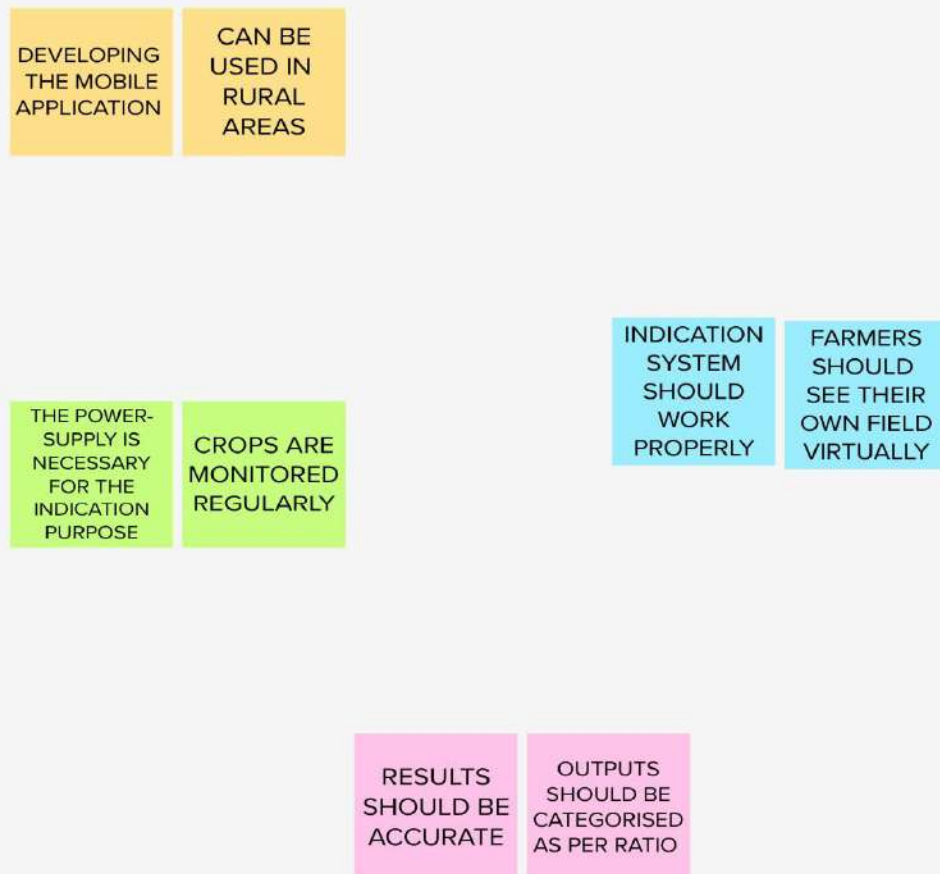 DEVELOPING
THE MOBILE
APPLICATION
CAN BE
USED IN
RURAL
AREAS
INDICATION
SYSTEM
SHOULD
WORK
PROPERLY
FARMERS
SHOULD
SEE THEIR
OWN FIELD
VIRTUALLY
THE POWER-
SUPPLY IS
NECESSARY
FOR THE
INDICATION
PURPOSE
CROPS ARE
MONITORED
REGULARLY
RESULTS
SHOULD BE
ACCURATE
OUTPUTS
SHOULD BE
CATEGORISED
AS PER RATIO